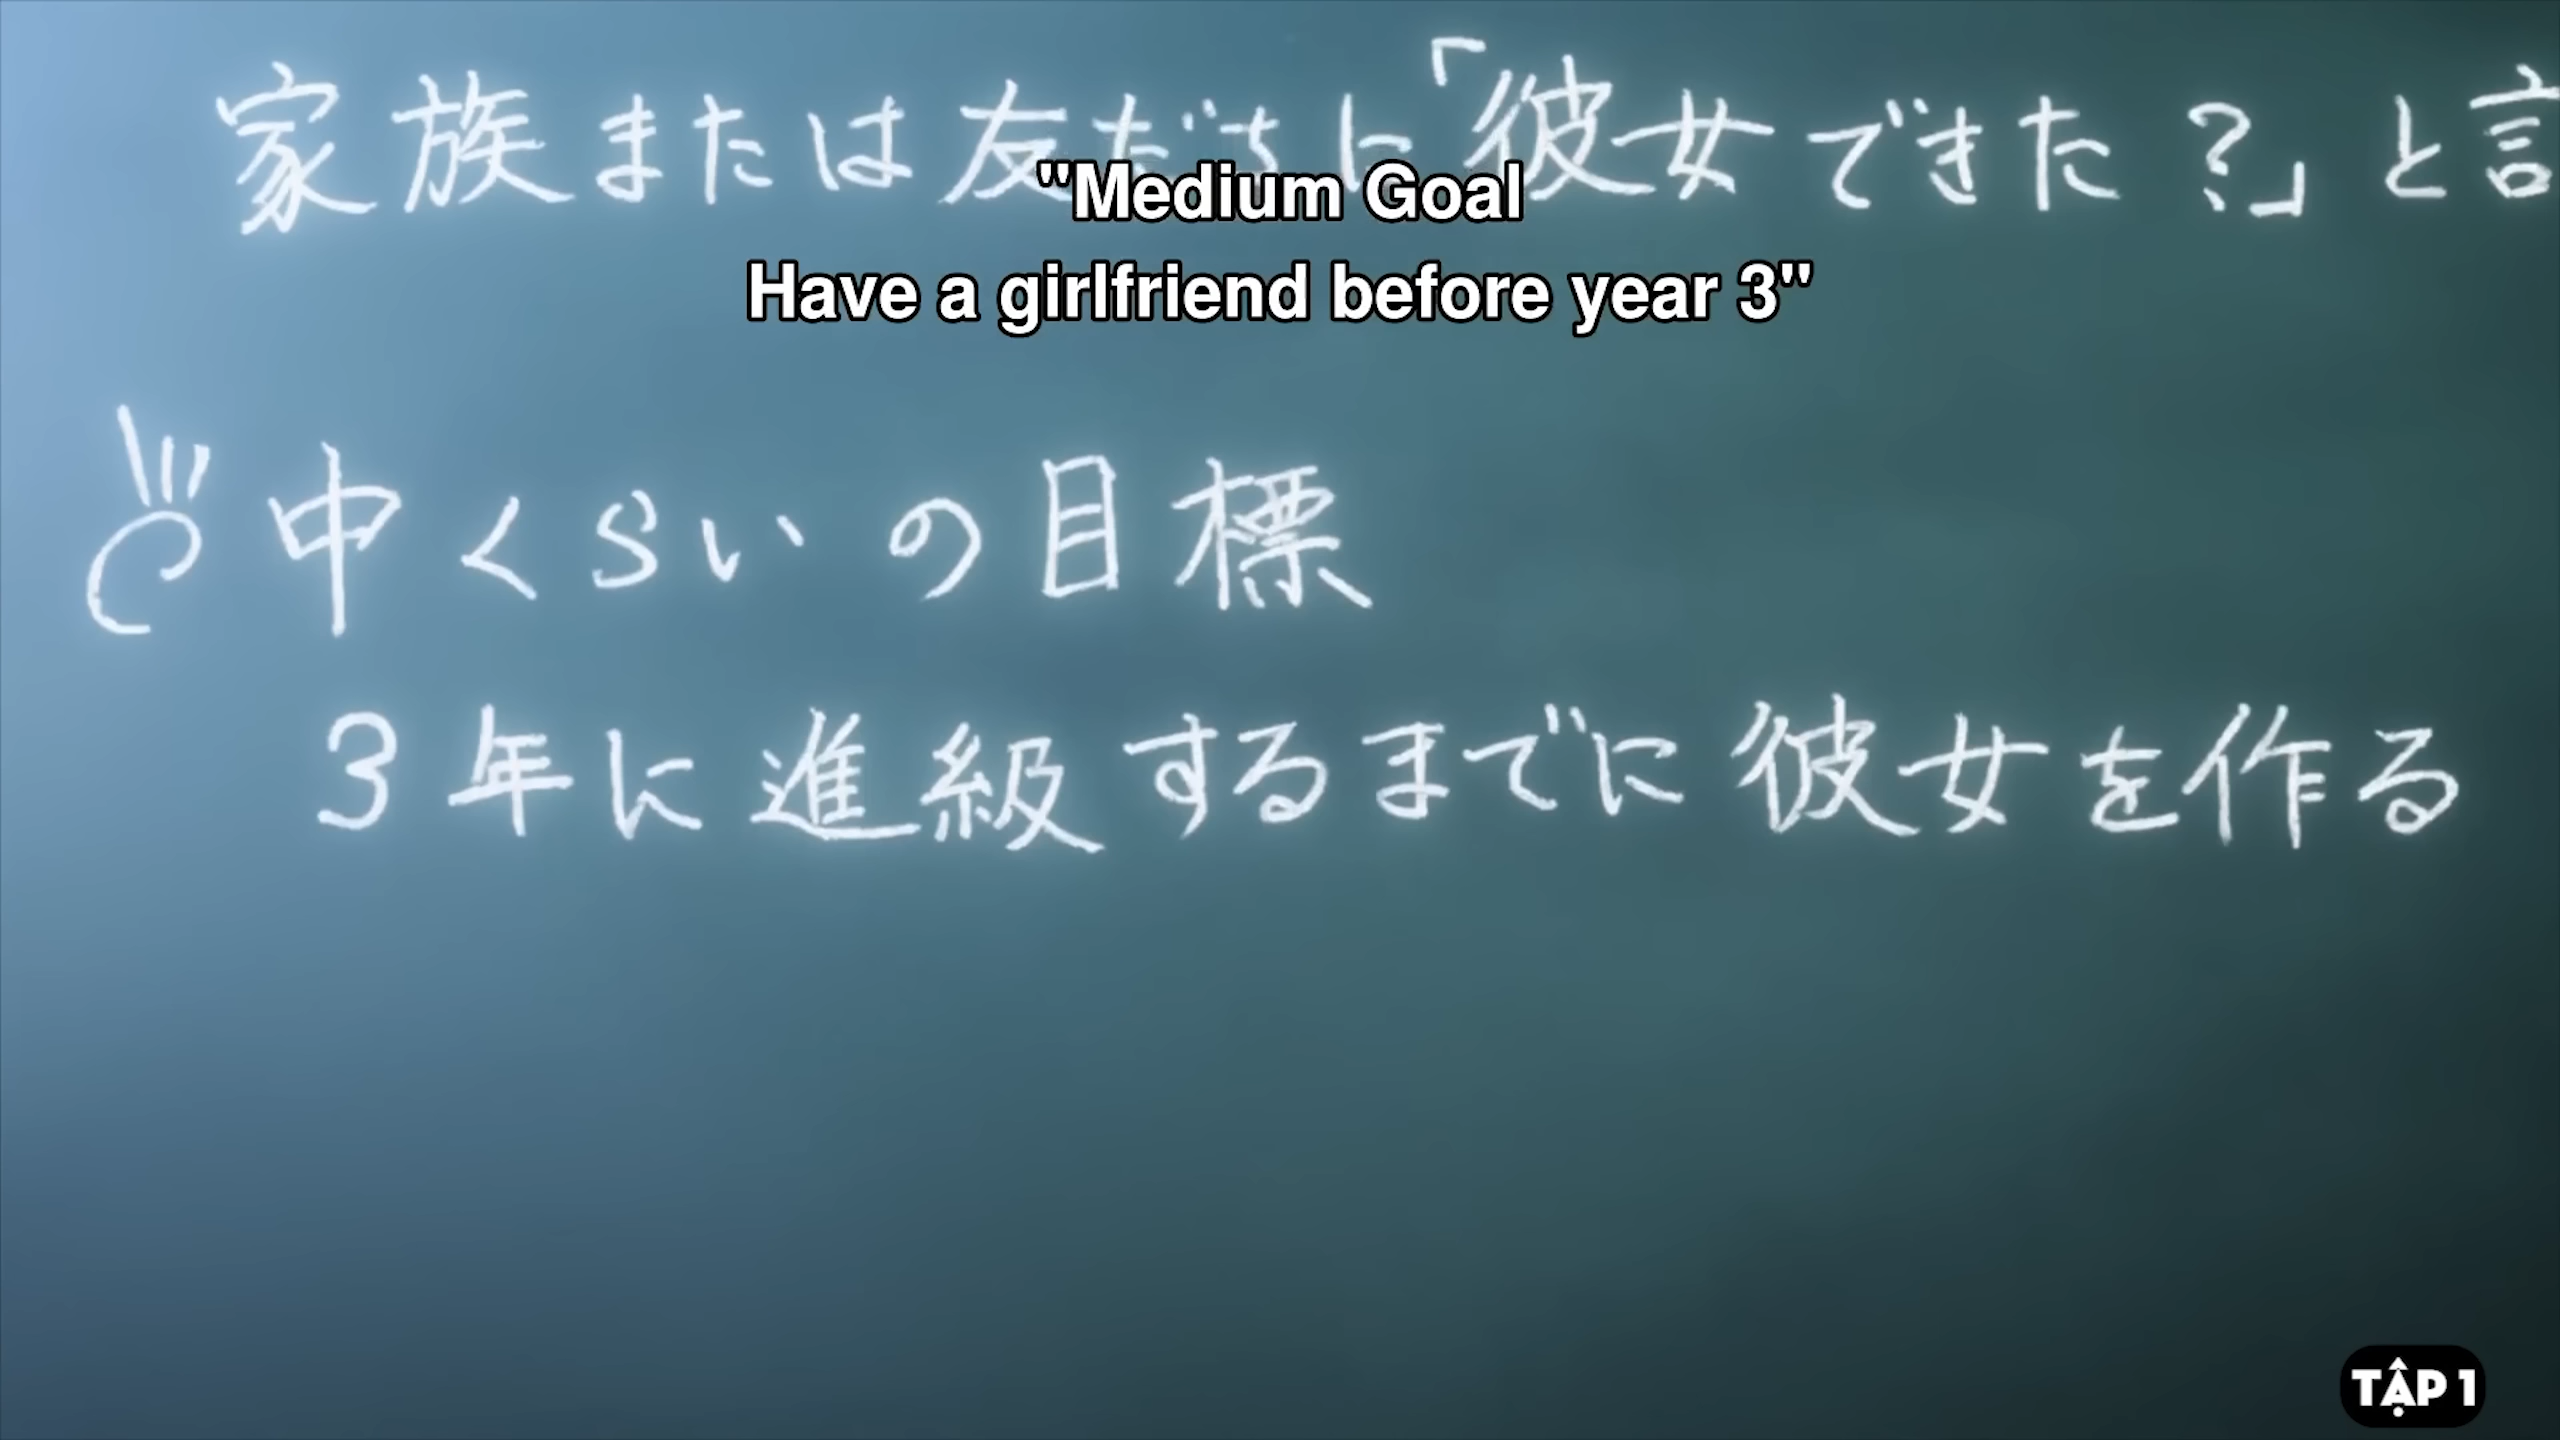 家族または友だちに「彼女できた?」と言
"Medium Goal
Have a girlfriend before year 3"
中くらいの目標
3年に進級するまでに彼女を作る
TẬP 1